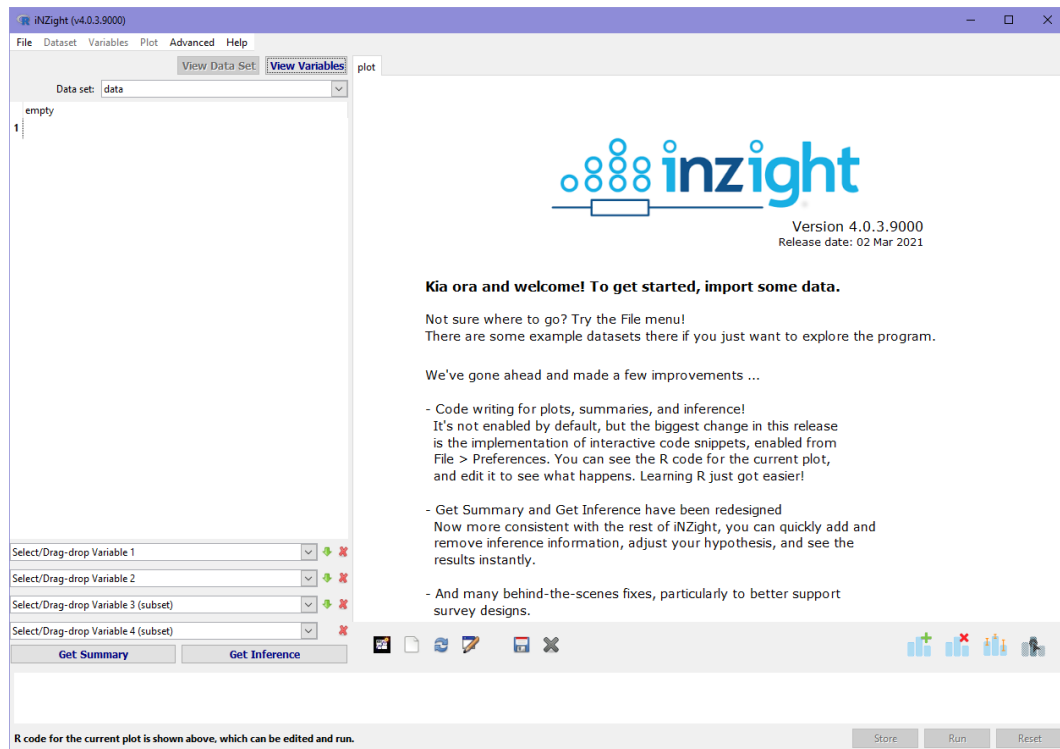 iNZight (v4.0.3.9000)
File Dataset Variables Plot Advanced Help
View Data Set View Variables plot
Data set: data
empty
1
inzight
Version 4.0.3.9000
Release date: 02 Mar 2021
Kia ora and welcome! To get started, import some data.
Not sure where to go? Try the File menu!
There are some example datasets there if you just want to explore the program.
We've gone ahead and made a few improvements ...
- Code writing for plots, summaries, and inference!
It's not enabled by default, but the biggest change in this release
is the implementation of interactive code snippets, enabled from
File > Preferences. You can see the R code for the current plot,
and edit it to see what happens. Learning R just got easier!
- Get Summary and Get Inference have been redesigned
Now more consistent with the rest of iNZight, you can quickly add and
remove inference information, adjust your hypothesis, and see the
results instantly.
- And many behind-the-scenes fixes, particularly to better support
survey designs.
Select/Drag-drop Variable 1
Select/Drag-drop Variable 2
Select/Drag-drop Variable 3 (subset)
Select/Drag-drop Variable 4 (subset)
Get Summary Get Inference
R code for the current plot is shown above, which can be edited and run.
Store Run Reset